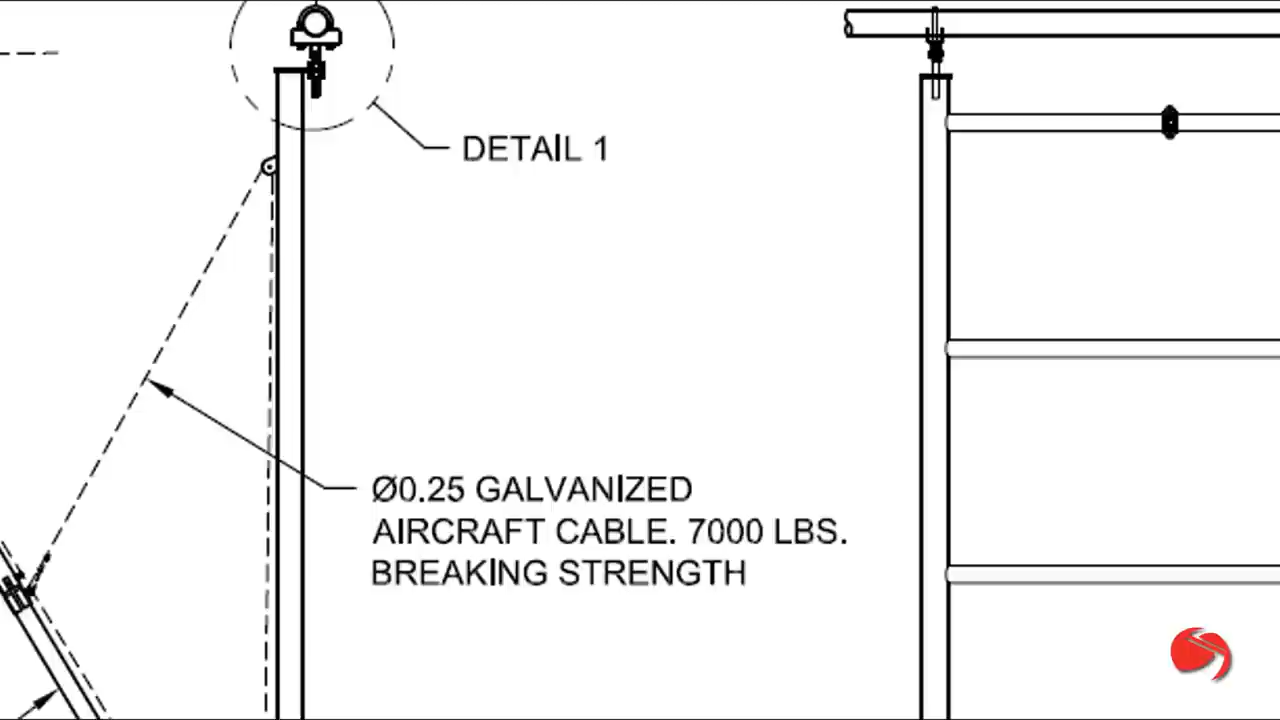 DETAIL 1
Ø0.25 GALVANIZED
AIRCRAFT CABLE. 7000 LBS.
BREAKING STRENGTH